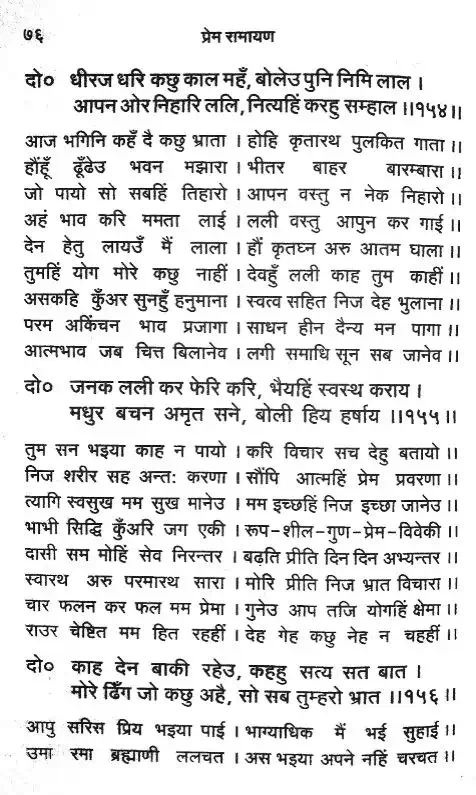 ७६ प्रेम रामायण
दो० धीरज धरि कछु काल महँ, बोलेउ पुनि निमि लाल ।
आपन ओर निहारि ललि, नित्यहिं करहु सम्हाल ।।१५४।।
आज भगिनि कहँ दै कछु भ्राता । होहि कृतारथ पुलकित गाता ।।
हौंहूँ ढूँढेउ भवन मझारा । भीतर बाहर बारम्बारा ।।
जो पायो सो सबहिं तिहारो । आपन वस्तु न नेक निहारो ।।
अहं भाव करि ममता लाई । लली वस्तु आपुन कर गाई ।।
देन हेतु लायउँ मैं लाला । हौं कृतघ्न अरु आतम घाला ।।
तुमहिं योग मोरे कछु नाहीं । देवहुँ लली काह तुम काहीं ।।
असकहि कुँअर सुनहुँ हनुमाना । स्वत्व सहित निज देह भुलाना ।।
परम अकिंचन भाव प्रजागा । साधन हीन दैन्य मन पागा ।।
आत्मभाव जब चित्त बिलानेव । लगी समाधि सून सब जानेव ।।
दो० जनक लली कर फेरि करि, भैयहिं स्वस्थ कराय ।
मधुर बचन अमृत सने, बोली हिय हर्षाय ।।१५५।।
तुम सन भइया काह न पायो । करि विचार सच देहु बतायो ।।
निज शरीर सह अन्तः करणा । सौंपि आत्महिं प्रेम प्रवरणा ।।
त्यागि स्वसुख मम सुख मानेउ । मम इच्छहिं निज इच्छा जानेउ ।।
भाभी सिद्धि कुँअरि जग एकी । रूप-शील-गुण-प्रेम-विवेकी ।।
दासी सम मोहिं सेव निरन्तर । बढ़ति प्रीति दिन दिन अभ्यन्तर ।।
स्वारथ अरु परमारथ सारा । मोरि प्रीति निज भ्रात विचारा ।।
चार फलन कर फल मम प्रेमा । गुनेउ आप तजि योगहिं क्षेमा ।।
राउर चेष्टित मम हित रहहीं । देह गेह कछु नेह न चहहीं ।।
दो० काह देन बाकी रहेउ, कहहु सत्य सत बात ।
मोरे ढिंग जो कछु अहै, सो सब तुम्हरो भ्रात ।।१५६।।
आपु सरिस प्रिय भइया पाई । भाग्याधिक मैं भई सुहाई ।।
उमा रमा ब्रह्माणी ललचत । अस भइया अपने नहिं चरचत ।।